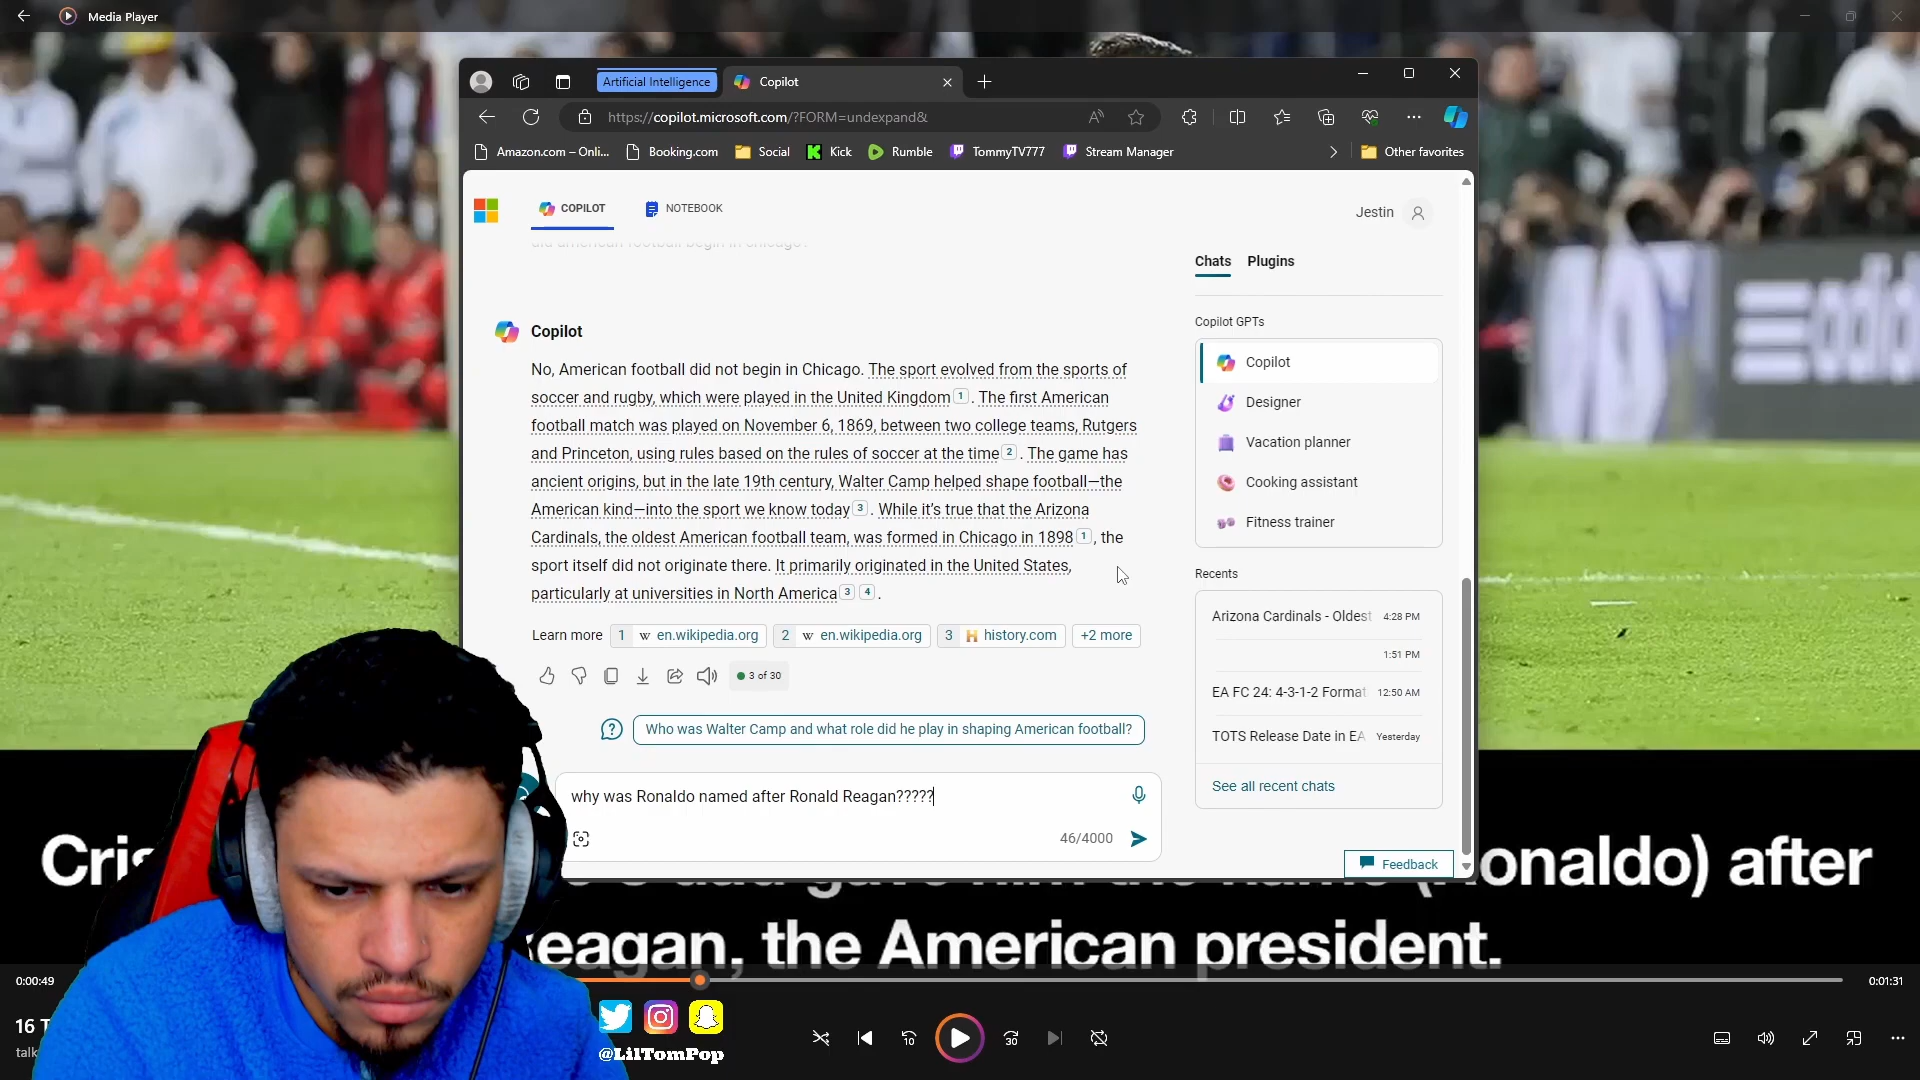 Media Player
Artificial Intelligence
Copilot
https://copilot.microsoft.com/?FORM=undexpand&
Amazon.com – Onli...
Booking.com
Social
Kick
Rumble
TommyTV777
Stream Manager
Other favorites
COPILOT
NOTEBOOK
Jestin
did american football begin in chicago?
Chats
Plugins
Copilot GPTs
Copilot
Designer
Vacation planner
Cooking assistant
Fitness trainer
Recents
Arizona Cardinals - Oldest 4:28 PM
1:51 PM
EA FC 24: 4-3-1-2 Format 12:50 AM
TOTS Release Date in EA Yesterday
See all recent chats
Feedback
Copilot
No, American football did not begin in Chicago. The sport evolved from the sports of
soccer and rugby, which were played in the United Kingdom 1 . The first American
football match was played on November 6, 1869, between two college teams, Rutgers
and Princeton, using rules based on the rules of soccer at the time 2 . The game has
ancient origins, but in the late 19th century, Walter Camp helped shape football—the
American kind—into the sport we know today 3 . While it's true that the Arizona
Cardinals, the oldest American football team, was formed in Chicago in 1898 1 , the
sport itself did not originate there. It primarily originated in the United States,
particularly at universities in North America 3 4 .
Learn more 1 W en.wikipedia.org 2 W en.wikipedia.org 3 H history.com +2 more
3 of 30
Who was Walter Camp and what role did he play in shaping American football?
why was Ronaldo named after Ronald Reagan?????
46/4000
onaldo) after
eagan, the American president.
0:00:49
0:01:31
16
talk
10
30
@LilTomPop